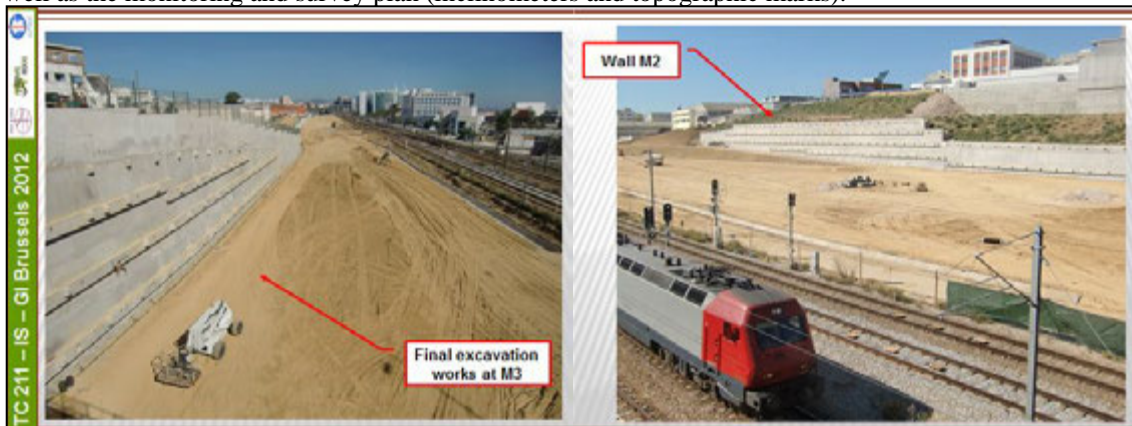 well as the monitoring and survey plan (inclinometers and topographic marks).
TC 211 – IS – GI Brussels 2012
Wall M2
Final excavation
works at M3